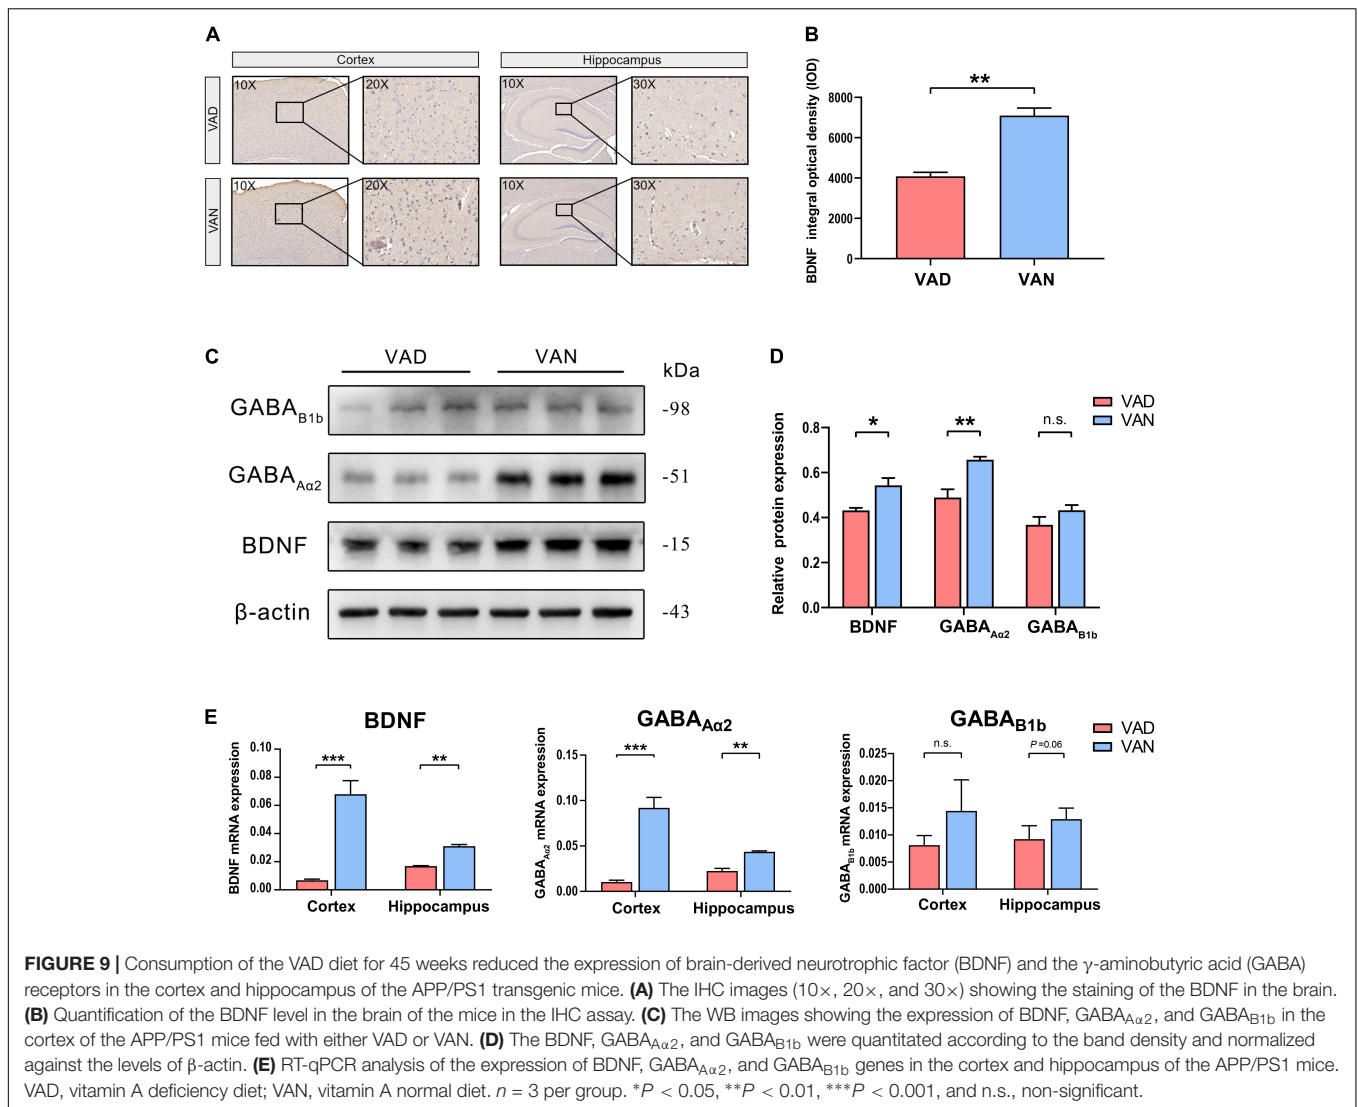 A
Cortex
Hippocampus
VAD
10X
20X
10X
30X
VAN
10X
20X
10X
30X
B
BDNF integral optical density (IOD)
8000
6000
4000
2000
0
**
VAD
VAN
C
VAD
VAN
kDa
GABAB1b
-98
GABAAα2
-51
BDNF
-15
β-actin
-43
D
VAD
VAN
Relative protein expression
0.8
0.6
0.4
0.2
0.0
*
**
n.s.
BDNF
GABAAα2
GABAB1b
E
BDNF
BDNF mRNA expression
0.10
0.08
0.06
0.04
0.02
0.00
***
**
Cortex
Hippocampus
GABAAα2
GABAAα2 mRNA expression
0.15
0.10
0.05
0.00
***
**
Cortex
Hippocampus
GABAB1b
GABAB1b mRNA expression
0.025
0.020
0.015
0.010
0.005
0.000
n.s.
P=0.06
Cortex
Hippocampus
VAD
VAN
FIGURE 9 | Consumption of the VAD diet for 45 weeks reduced the expression of brain-derived neurotrophic factor (BDNF) and the γ-aminobutyric acid (GABA)
receptors in the cortex and hippocampus of the APP/PS1 transgenic mice. (A) The IHC images (10×, 20×, and 30×) showing the staining of the BDNF in the brain.
(B) Quantification of the BDNF level in the brain of the mice in the IHC assay. (C) The WB images showing the expression of BDNF, GABAAα2, and GABAB1b in the
cortex of the APP/PS1 mice fed with either VAD or VAN. (D) The BDNF, GABAAα2, and GABAB1b were quantitated according to the band density and normalized
against the levels of β-actin. (E) RT-qPCR analysis of the expression of BDNF, GABAAα2, and GABAB1b genes in the cortex and hippocampus of the APP/PS1 mice.
VAD, vitamin A deficiency diet; VAN, vitamin A normal diet. n = 3 per group. *P < 0.05, **P < 0.01, ***P < 0.001, and n.s., non-significant.